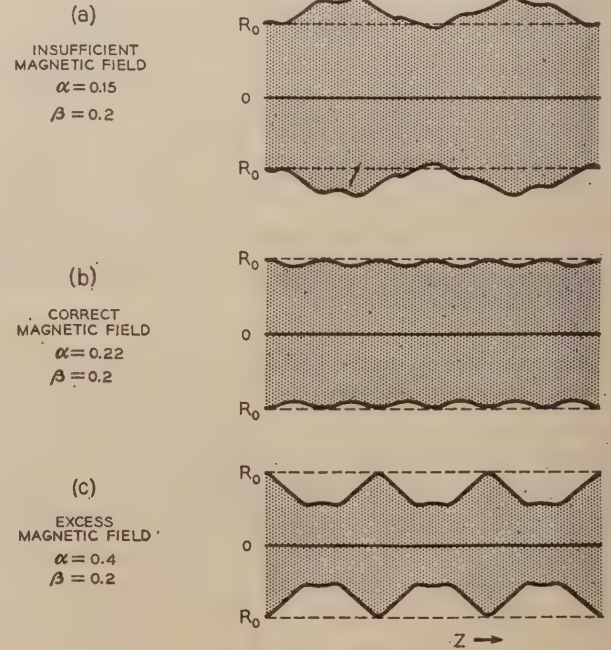 (a)
INSUFFICIENT
MAGNETIC FIELD
α = 0.15
β = 0.2
R₀
0
R₀
(b)
CORRECT
MAGNETIC FIELD
α = 0.22
β = 0.2
R₀
0
R₀
(c)
EXCESS
MAGNETIC FIELD
α = 0.4
β = 0.2
R₀
0
R₀
Z →